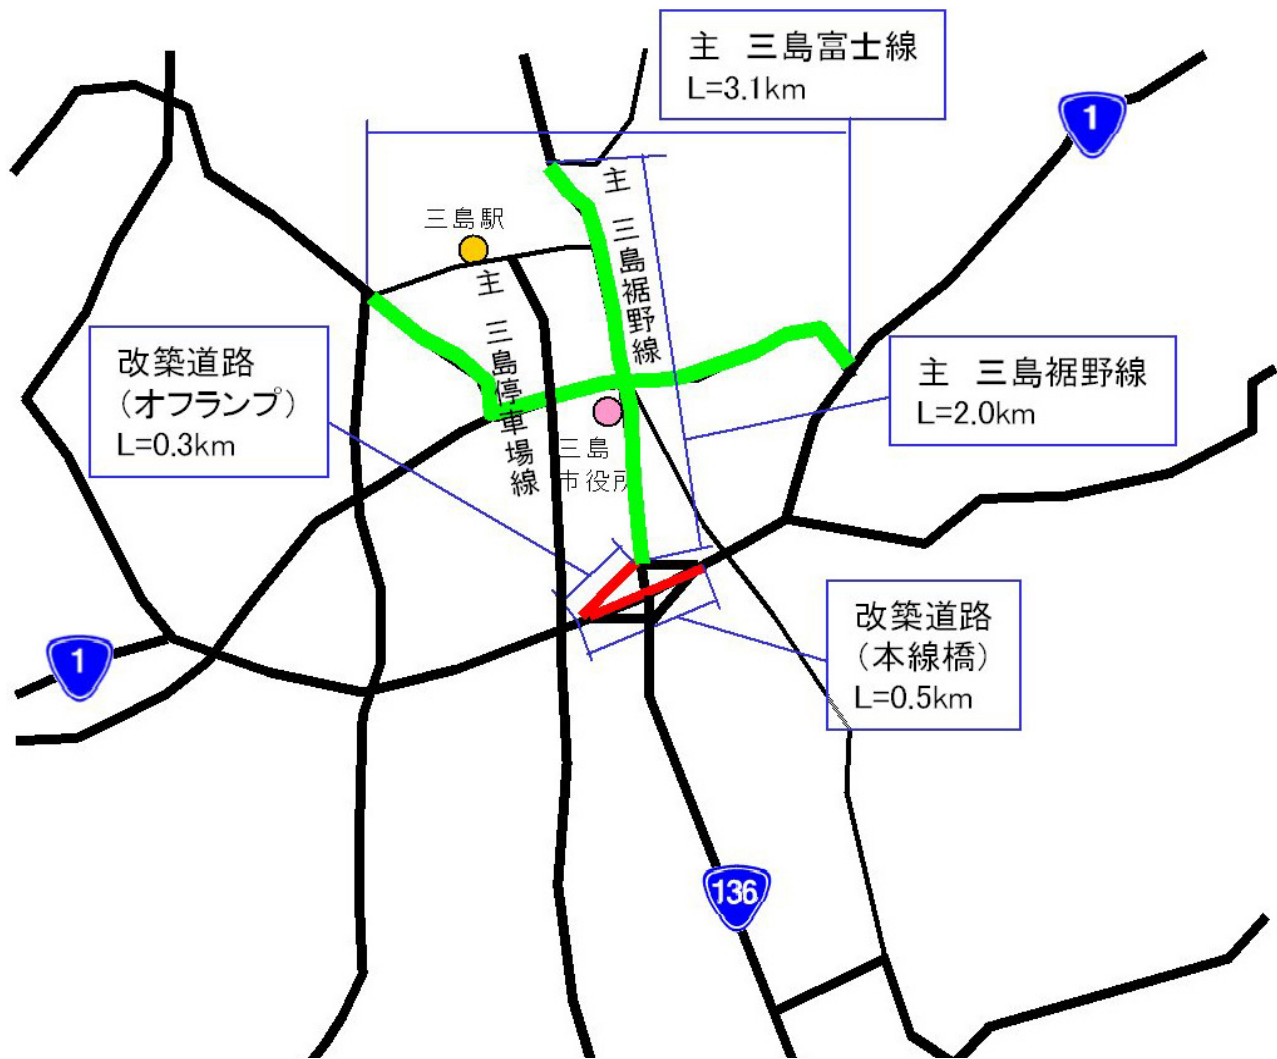 主 三島富士線
L=3.1km
1
主 三島裾野線
三島駅
主 三島停車場線
改築道路
（オフランプ）
L=0.3km
主 三島裾野線
L=2.0km
三島
市役所
改築道路
（本線橋）
L=0.5km
1
136